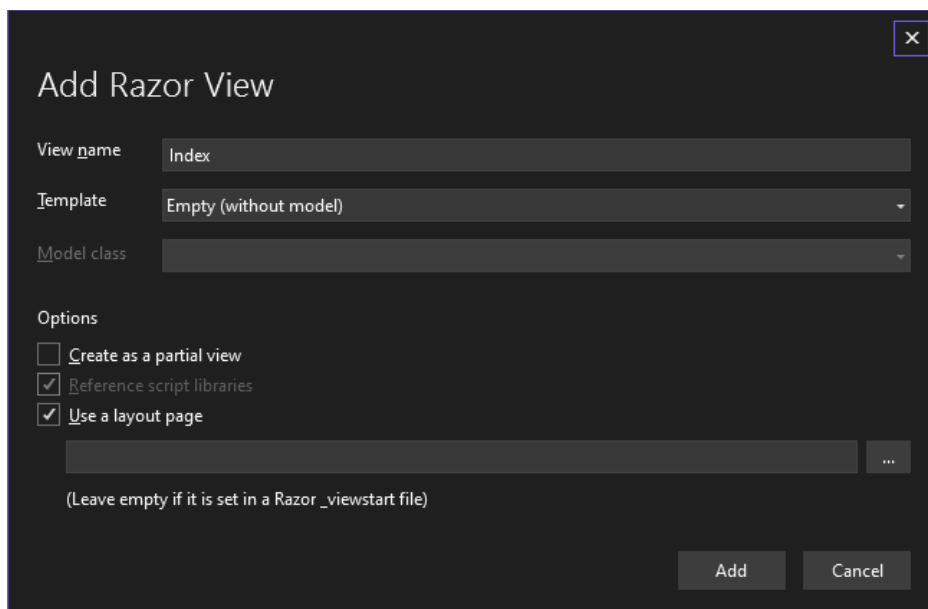 Add Razor View
View name
Index
Template
Empty (without model)
Model class
Options
Create as a partial view
Reference script libraries
Use a layout page
...
(Leave empty if it is set in a Razor _viewstart file)
Add
Cancel